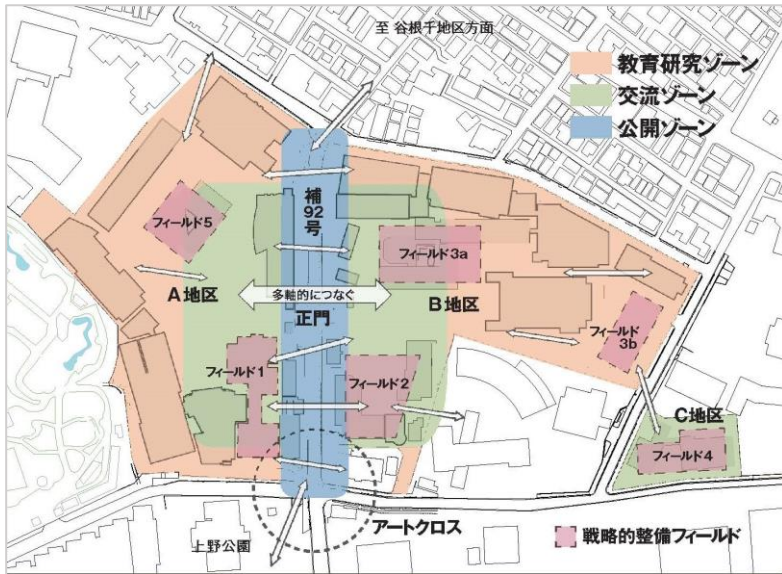 至 谷根千地区方面
教育研究ゾーン
交流ゾーン
公開ゾーン
補92号
フィールド5
フィールド3a
A地区
多軸的につなぐ
B地区
正門
フィールド
3b
フィールド1
フィールド2
C地区
フィールド4
アートクロス
上野公園
戦略的整備フィールド